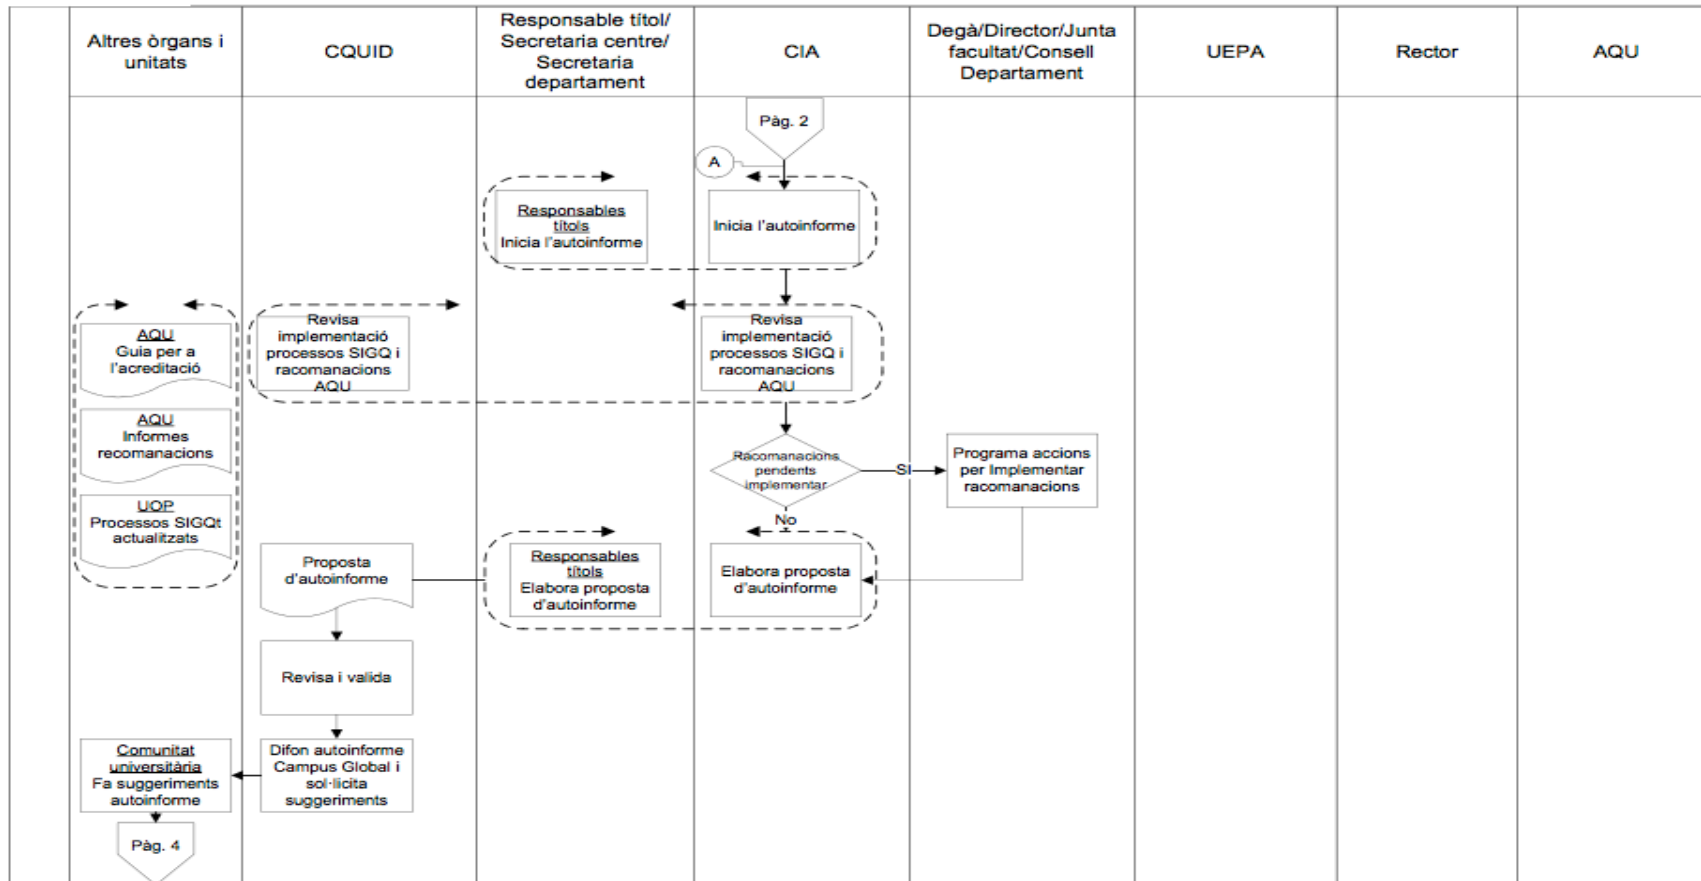 Altres òrgans i
unitats
CQUID
Responsable títol/
Secretaria centre/
Secretaria
departament
CIA
Degà/Director/Junta
facultat/Consell
Departament
UEPA
Rector
AQU
Pàg. 2
A
Responsables
títols
Inicia l'autoinforme
Inicia l'autoinforme
AQU
Guia per a
l'acreditació
Revisa
implementació
processos SIGQ i
racomanacions
AQU
Revisa
implementació
processos SIGQ i
racomanacions
AQU
AQU
Informes
recomanacions
Racomanacions
pendents
implementar
SI
Programa accions
per Implementar
racomanacions
UOP
Processos SIGQt
actualitzats
No
Proposta
d'autoinforme
Responsables
títols
Elabora proposta
d'autoinforme
Elabora proposta
d'autoinforme
Revisa i valida
Comunitat
universitària
Fa suggeriments
autoinforme
Difon autoinforme
Campus Global i
sol·licita
suggeriments
Pàg. 4